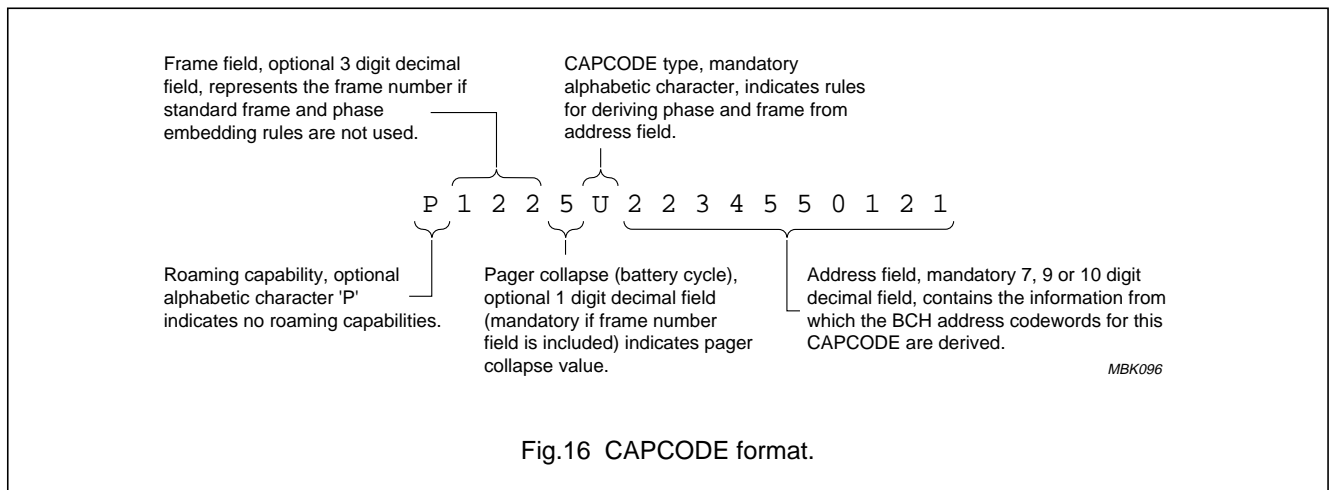 Frame field, optional 3 digit decimal
field, represents the frame number if
standard frame and phase
embedding rules are not used.
CAPCODE type, mandatory
alphabetic character, indicates rules
for deriving phase and frame from
address field.
P 1 2 2 5 U 2 2 3 4 5 5 0 1 2 1
Roaming capability, optional
alphabetic character 'P'
indicates no roaming capabilities.
Pager collapse (battery cycle),
optional 1 digit decimal field
(mandatory if frame number
field is included) indicates pager
collapse value.
Address field, mandatory 7, 9 or 10 digit
decimal field, contains the information from
which the BCH address codewords for this
CAPCODE are derived.
MBK096
Fig.16 CAPCODE format.